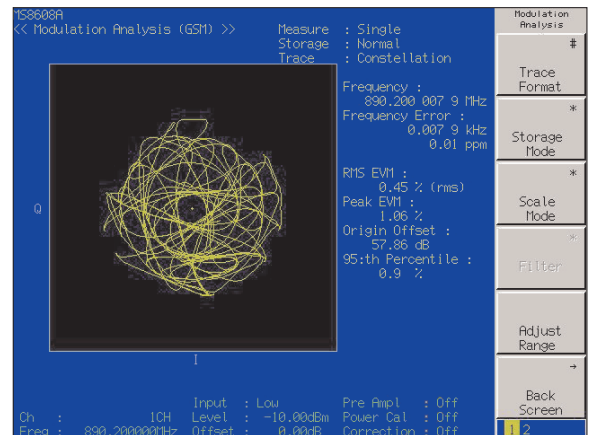 MS8608A
<< Modulation Analysis (GSM) >> Measure : Single
Storage : Normal
Trace : Constellation
Frequency :
890.200 007 9 MHz
Frequency Error :
0.007 9 kHz
0.01 ppm
RMS EVM :
0.45 % (rms)
Peak EVM :
1.06 %
Origin Offset :
57.86 dB
95:th Percentile :
0.9 %
Q
I
Input : Low Pre Ampl : Off
Ch : 1CH Level : -10.00dBm Power Cal : Off
Freq : 890.200000MHz Offset : 0.00dB Correction : Off
Modulation
Analysis
#
Trace
Format
*
Storage
Mode
*
Scale
Mode
*
Filter
Adjust
Range
→
Back
Screen
1 2